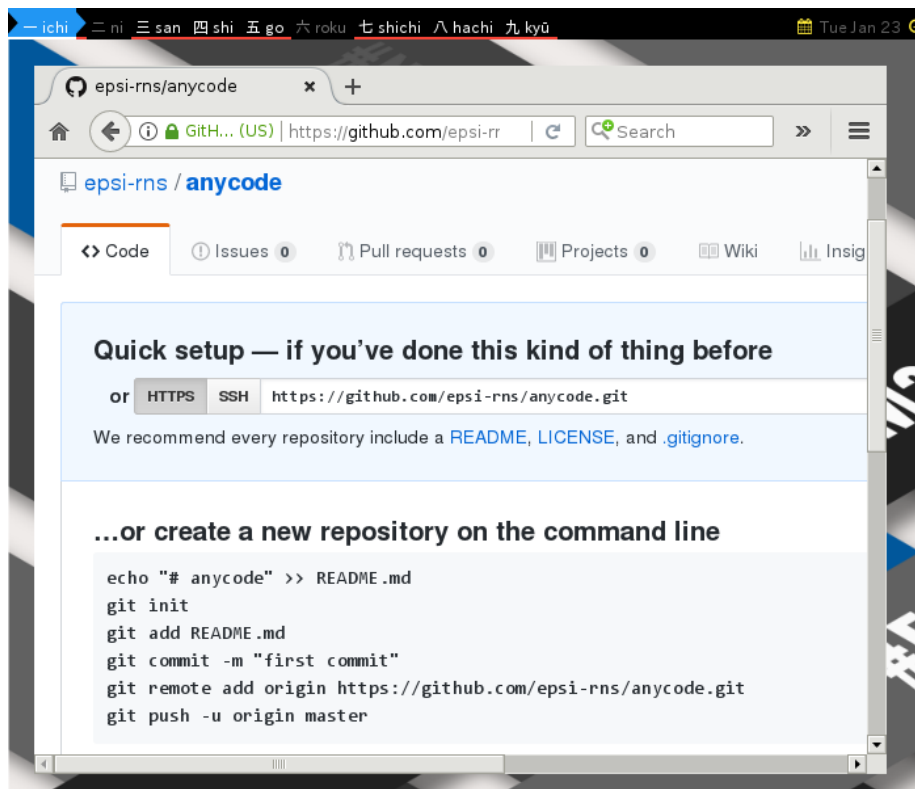 一 ichi 二 ni 三 san 四 shi 五 go 六 roku 七 shichi 八 hachi 九 kyū Tue Jan 23
epsi-rns/anycode
GitH... (US) https://github.com/epsi-rr Search
epsi-rns / anycode
Code Issues 0 Pull requests 0 Projects 0 Wiki Insig
Quick setup — if you've done this kind of thing before
or HTTPS SSH https://github.com/epsi-rns/anycode.git
We recommend every repository include a README, LICENSE, and .gitignore.
…or create a new repository on the command line
echo "# anycode" >> README.md
git init
git add README.md
git commit -m "first commit"
git remote add origin https://github.com/epsi-rns/anycode.git
git push -u origin master